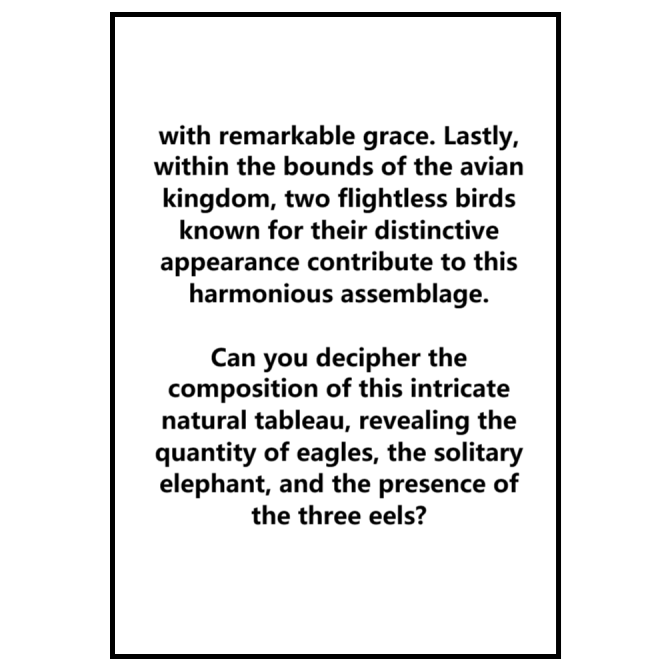 with remarkable grace. Lastly,
within the bounds of the avian
kingdom, two flightless birds
known for their distinctive
appearance contribute to this
harmonious assemblage.
Can you decipher the
composition of this intricate
natural tableau, revealing the
quantity of eagles, the solitary
elephant, and the presence of
the three eels?